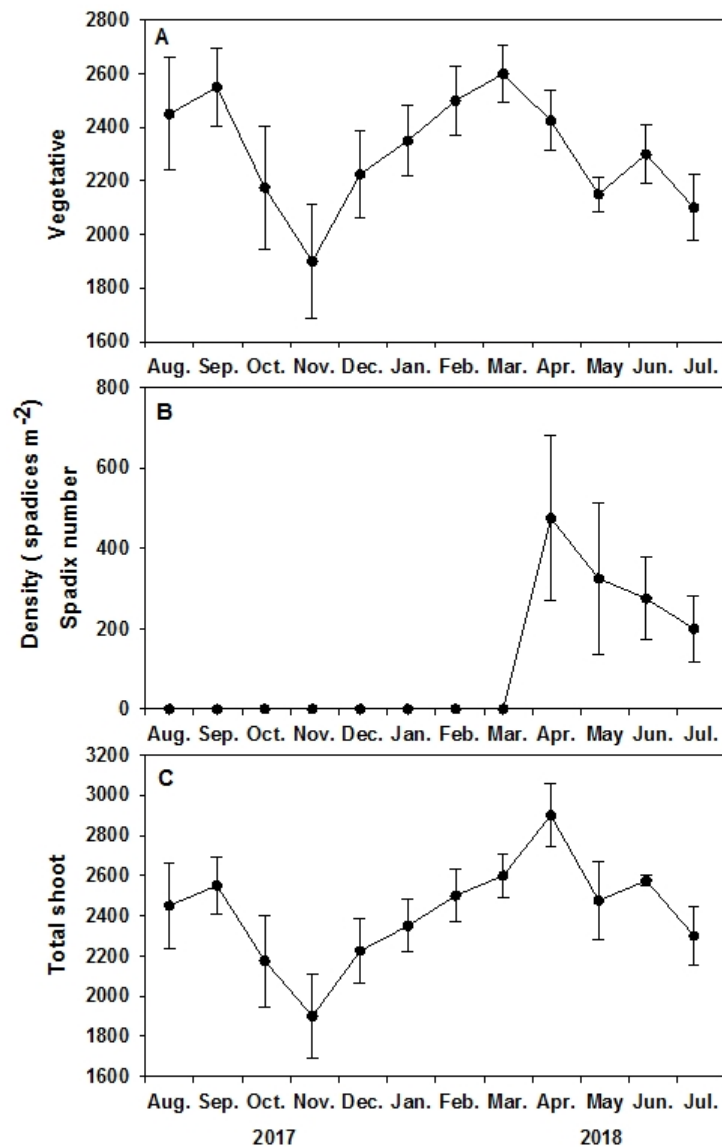 2800
A
2600
2400
2200
2000
1800
1600
Vegetative
Aug. Sep. Oct. Nov. Dec. Jan. Feb. Mar. Apr. May Jun. Jul.
800
B
600
400
200
0
Density ( spadices m-2)
Spadix number
Aug. Sep. Oct. Nov. Dec. Jan. Feb. Mar. Apr. May Jun. Jul.
3200
C
3000
2800
2600
2400
2200
2000
1800
1600
Total shoot
Aug. Sep. Oct. Nov. Dec. Jan. Feb. Mar. Apr. May Jun. Jul.
2017 2018